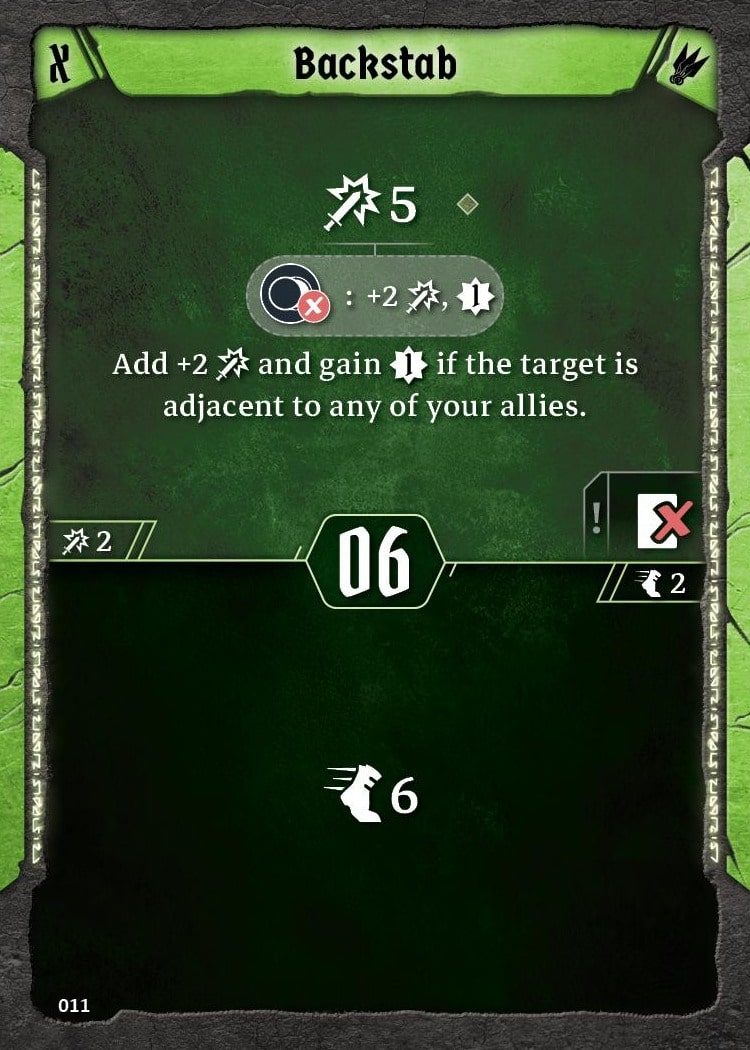 X Backstab
5
: +2 , 1
Add +2 and gain 1 if the target is
adjacent to any of your allies.
!
2
06
2
6
011